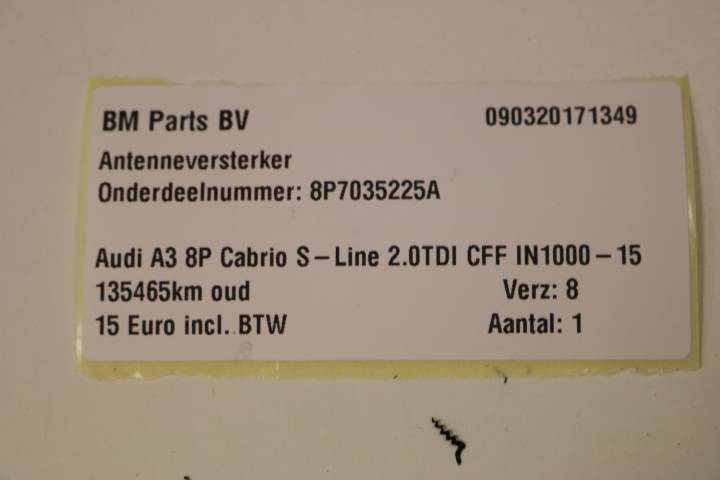 BM Parts BV 090320171349
Antenneversterker
Onderdeelnummer: 8P7035225A
Audi A3 8P Cabrio S-Line 2.0TDI CFF IN1000-15
135465km oud Verz: 8
15 Euro incl. BTW Aantal: 1